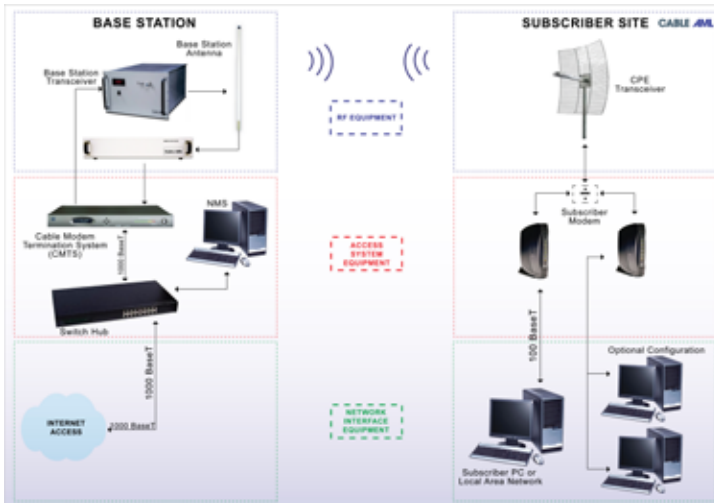 BASE STATION
SUBSCRIBER SITE
CABLE AML
Base Station
Antenna
Base Station
Transceiver
CPE
Transceiver
RF EQUIPMENT
NMS
Cable Modem
Termination System
(CMTS)
1000 BaseT
Subscriber
Modem
ACCESS
SYSTEM
EQUIPMENT
Switch Hub
1000 BaseT
100 BaseT
Optional Configuration
INTERNET
ACCESS
1000 BaseT
NETWORK
INTERFACE
EQUIPMENT
Subscriber PC or
Local Area Network